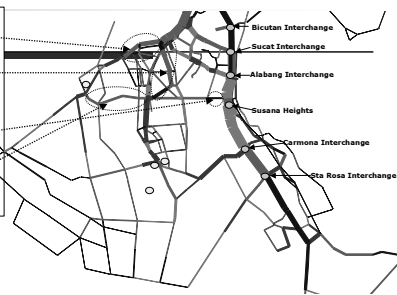 Bicutan Interchange
Sucat Interchange
Alabang Interchange
Susana Heights
Carmona Interchange
Sta Rosa Interchange